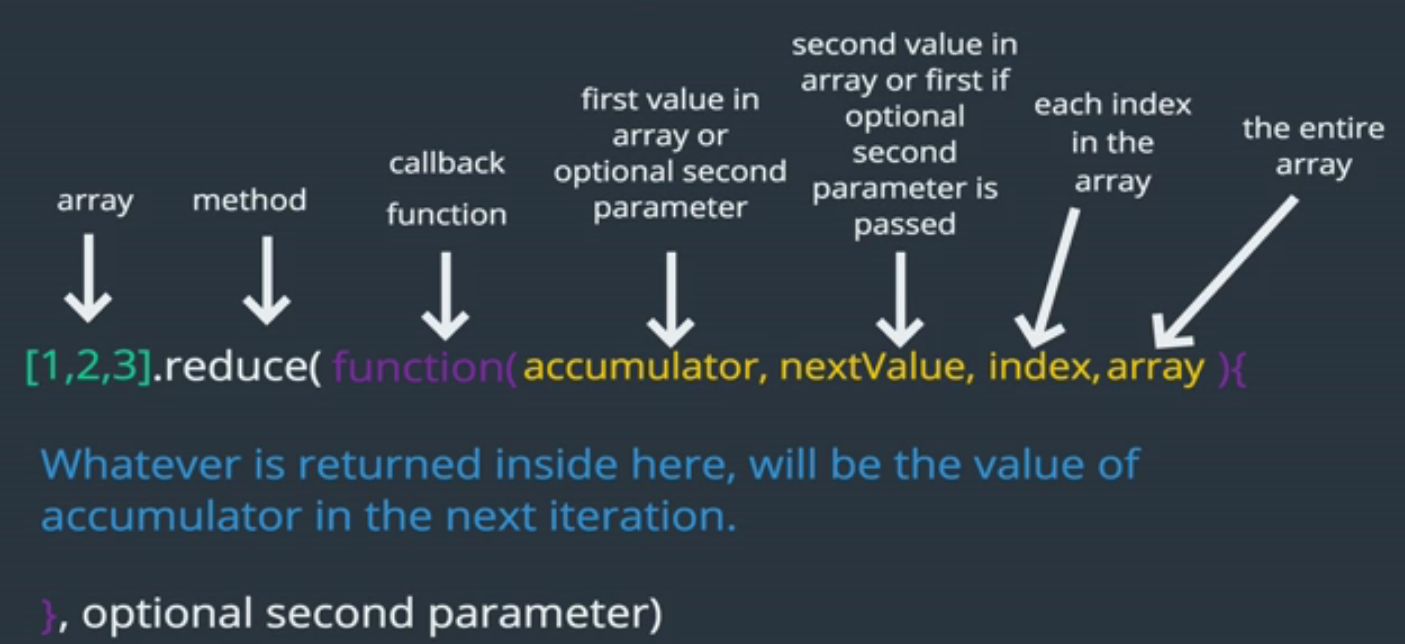 second value in
array or first if
optional
second
parameter is
passed
first value in
array or
optional second
parameter
each index
in the
array
the entire
array
callback
function
array
method
[1,2,3].reduce( function(accumulator, nextValue, index,array ){
Whatever is returned inside here, will be the value of
accumulator in the next iteration.
}, optional second parameter)